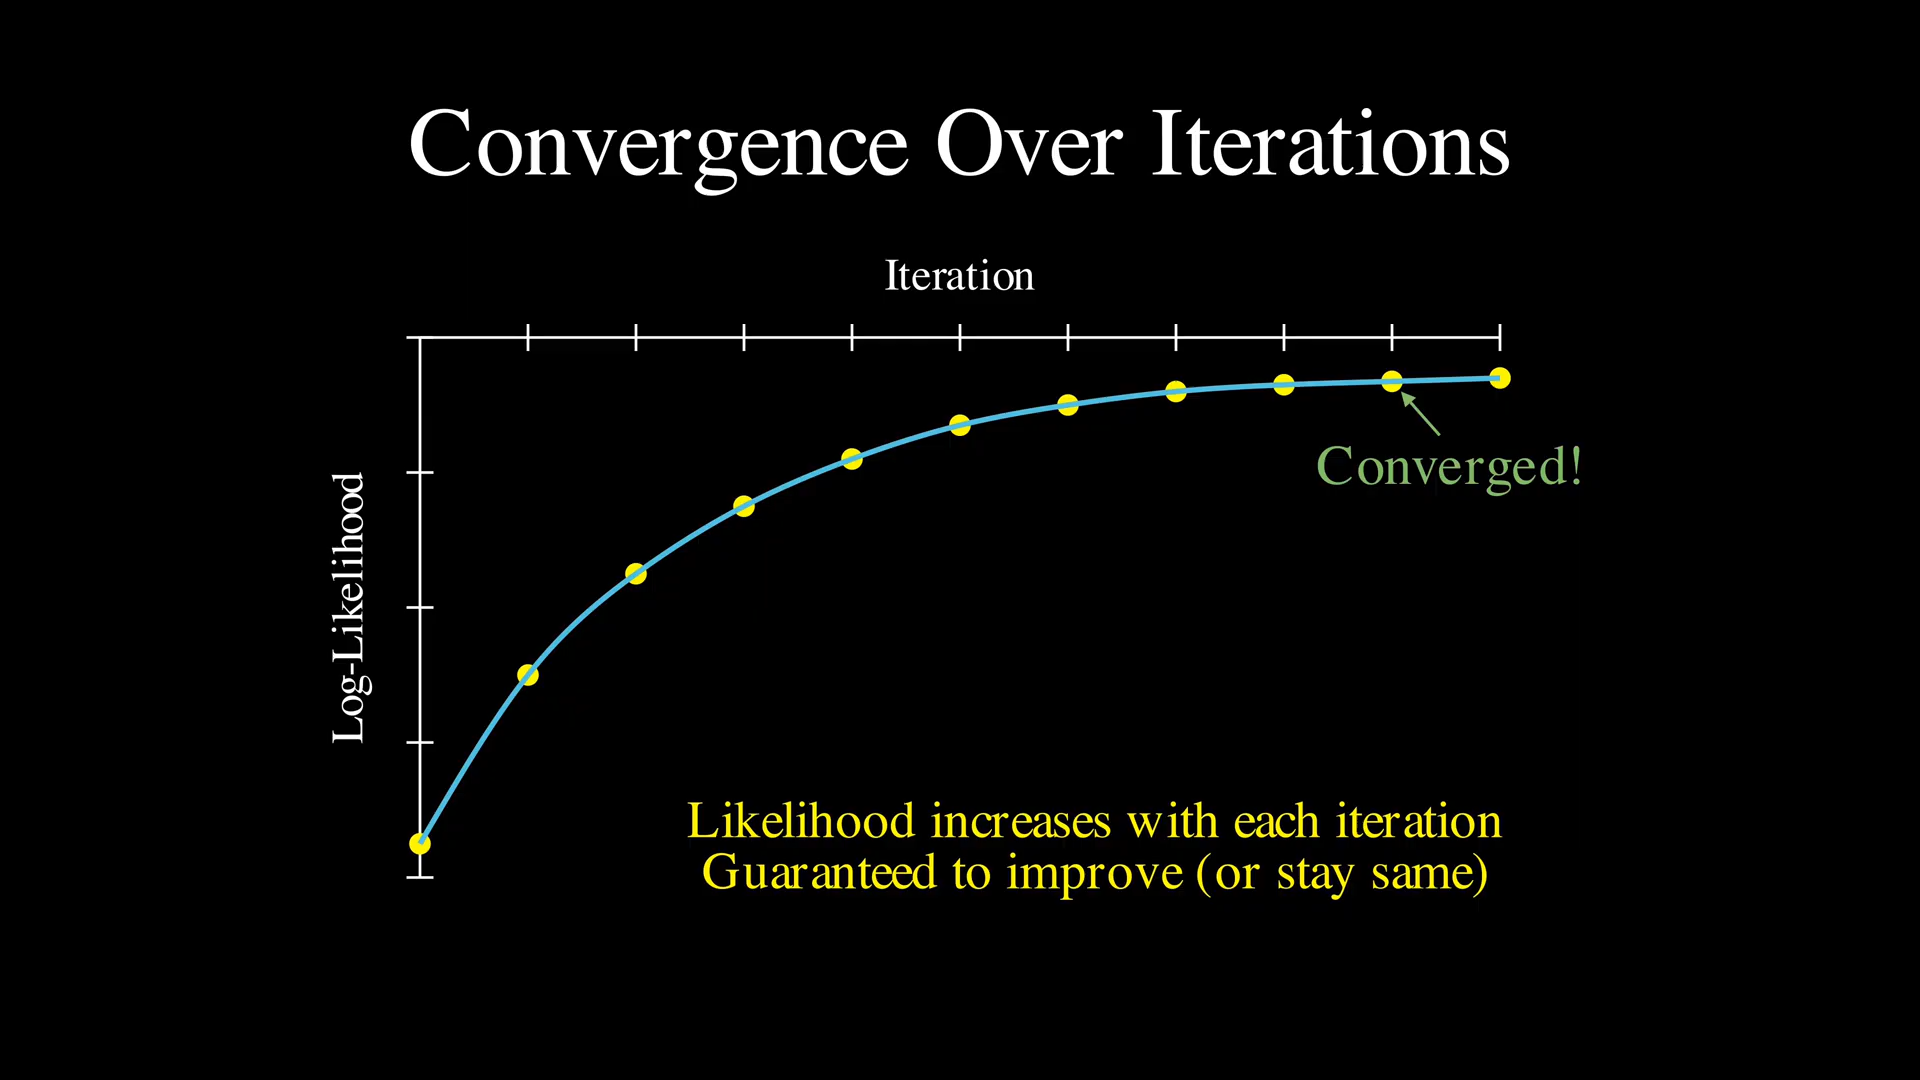 Convergence Over Iterations
Iteration
Log-Likelihood
Converged!
Likelihood increases with each iteration
Guaranteed to improve (or stay same)